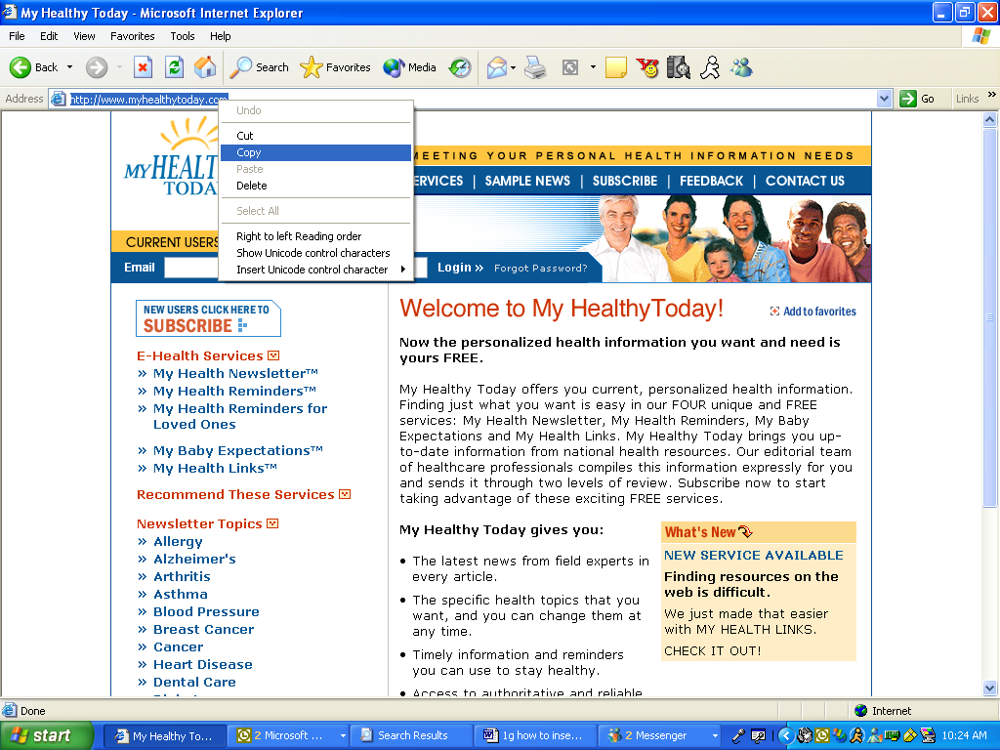 My Healthy Today - Microsoft Internet Explorer
File Edit View Favorites Tools Help
Back Search Favorites Media
Address http://www.myhealthytoday.com Go Links »
Undo
Cut
Copy
Paste
Delete
Select All
Right to left Reading order
Show Unicode control characters
Insert Unicode control character
MY HEALT
TODA
MEETING YOUR PERSONAL HEALTH INFORMATION NEEDS
ERVICES | SAMPLE NEWS | SUBSCRIBE | FEEDBACK | CONTACT US
CURRENT USERS
Email Login » Forgot Password?
NEW USERS CLICK HERE TO
SUBSCRIBE
E-Health Services
» My Health Newsletter™
» My Health Reminders™
» My Health Reminders for
Loved Ones
» My Baby Expectations™
» My Health Links™
Recommend These Services
Newsletter Topics
» Allergy
» Alzheimer's
» Arthritis
» Asthma
» Blood Pressure
» Breast Cancer
» Cancer
» Heart Disease
» Dental Care
Welcome to My HealthyToday!
Add to favorites
Now the personalized health information you want and need is
yours FREE.
My Healthy Today offers you current, personalized health information.
Finding just what you want is easy in our FOUR unique and FREE
services: My Health Newsletter, My Health Reminders, My Baby
Expectations and My Health Links. My Healthy Today brings you up-
to-date information from national health resources. Our editorial team
of healthcare professionals compiles this information expressly for you
and sends it through two levels of review. Subscribe now to start
taking advantage of these exciting FREE services.
My Healthy Today gives you:
• The latest news from field experts in
every article.
• The specific health topics that you
want, and you can change them at
any time.
• Timely information and reminders
you can use to stay healthy.
• Access to authoritative and reliable
What's New
NEW SERVICE AVAILABLE
Finding resources on the
web is difficult.
We just made that easier
with MY HEALTH LINKS.
CHECK IT OUT!
Done Internet
start My Healthy To... 2 Microsoft ... Search Results 1g how to inse... 2 Messenger 10:24 AM